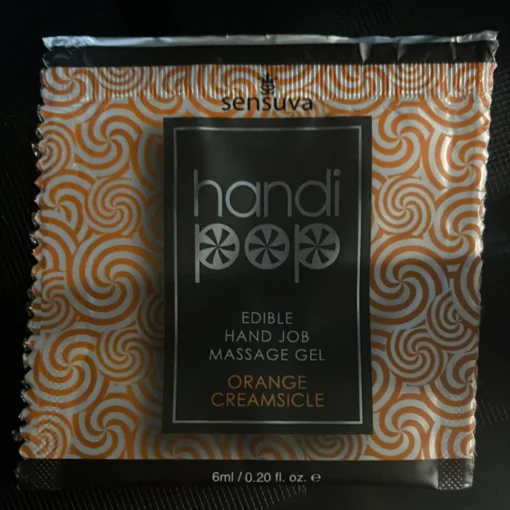 sensuva
handi
pop
EDIBLE
HAND JOB
MASSAGE GEL
ORANGE
CREAMSICLE
6ml / 0.20 fl. oz. ℮